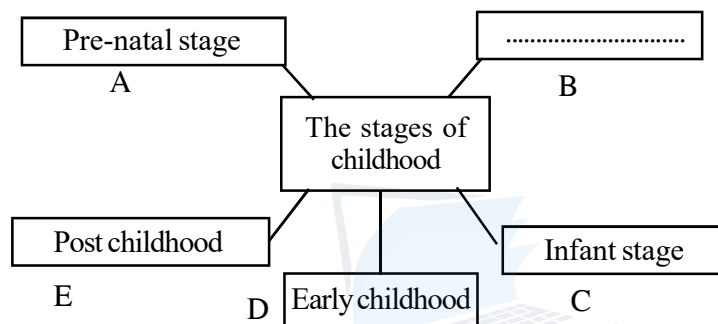 Pre-natal stage
................................
A
B
The stages of
childhood
Post childhood
Infant stage
E
D
Early childhood
C